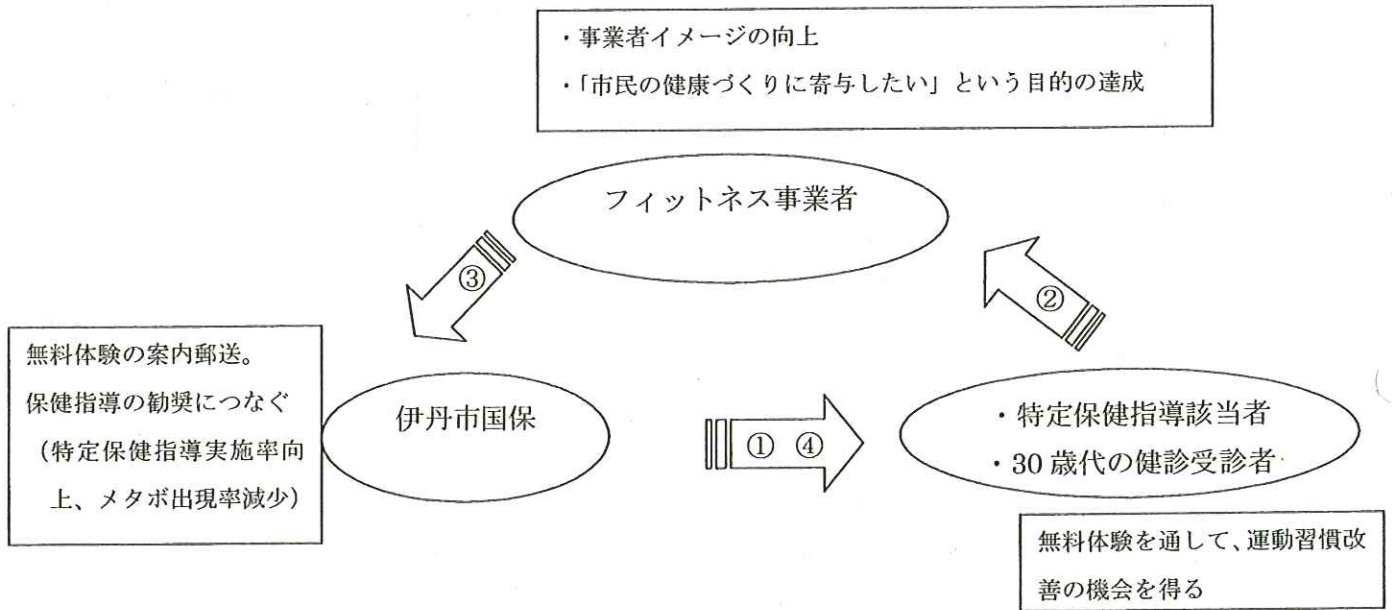 ・事業者イメージの向上
・「市民の健康づくりに寄与したい」という目的の達成
フィットネス事業者
③
②
無料体験の案内郵送。
保健指導の勧奨につなぐ
（特定保健指導実施率向
上、メタボ出現率減少）
伊丹市国保
① ④
・特定保健指導該当者
・30 歳代の健診受診者
無料体験を通して、運動習慣改
善の機会を得る